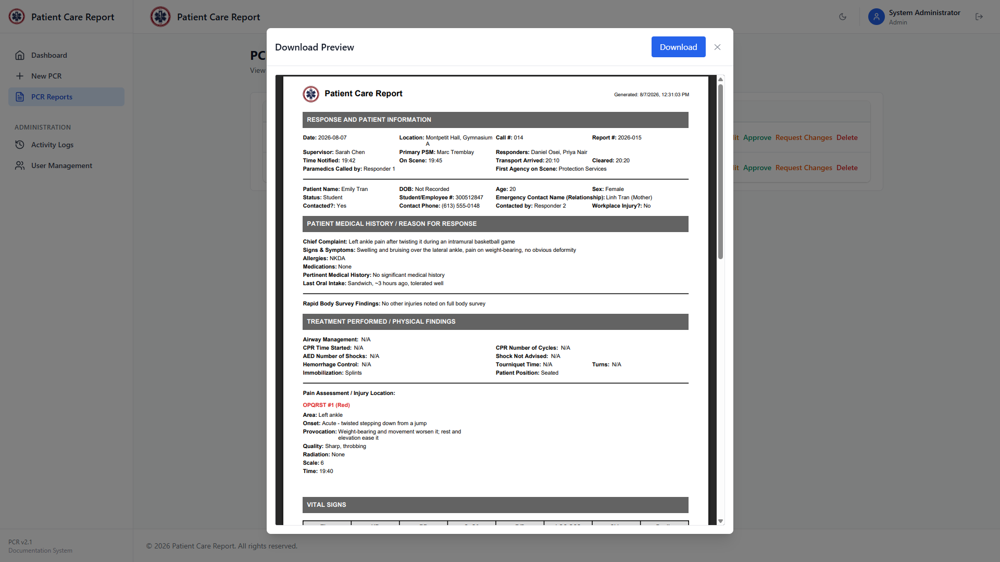 Patient Care Report
Patient Care Report
System Administrator
Admin
Dashboard
New PCR
PCR Reports
ADMINISTRATION
Activity Logs
User Management
PCR v2.1
Documentation System
PC
View
Download Preview
Download
Patient Care Report
Generated: 8/7/2026, 12:31:03 PM
RESPONSE AND PATIENT INFORMATION
Date: 2026-08-07 Location: Montpetit Hall, Gymnasium A Call #: 014 Report #: 2026-015
Supervisor: Sarah Chen Primary PSM: Marc Tremblay Responders: Daniel Osei, Priya Nair
Time Notified: 19:42 On Scene: 19:45 Transport Arrived: 20:10 Cleared: 20:20
Paramedics Called by: Responder 1 First Agency on Scene: Protection Services
Patient Name: Emily Tran DOB: Not Recorded Age: 20 Sex: Female
Status: Student Student/Employee #: 300512847 Emergency Contact Name (Relationship): Linh Tran (Mother)
Contacted?: Yes Contact Phone: (613) 555-0148 Contacted by: Responder 2 Workplace Injury?: No
PATIENT MEDICAL HISTORY / REASON FOR RESPONSE
Chief Complaint: Left ankle pain after twisting it during an intramural basketball game
Signs & Symptoms: Swelling and bruising over the lateral ankle, pain on weight-bearing, no obvious deformity
Allergies: NKDA
Medications: None
Pertinent Medical History: No significant medical history
Last Oral Intake: Sandwich, ~3 hours ago, tolerated well
Rapid Body Survey Findings: No other injuries noted on full body survey
TREATMENT PERFORMED / PHYSICAL FINDINGS
Airway Management: N/A
CPR Time Started: N/A CPR Number of Cycles: N/A
AED Number of Shocks: N/A Shock Not Advised: N/A
Hemorrhage Control: N/A Tourniquet Time: N/A Turns: N/A
Immobilization: Splints Patient Position: Seated
Pain Assessment / Injury Location:
OPQRST #1 (Red)
Area: Left ankle
Onset: Acute - twisted stepping down from a jump
Provocation: Weight-bearing and movement worsen it; rest and
elevation ease it
Quality: Sharp, throbbing
Radiation: None
Scale: 6
Time: 19:40
VITAL SIGNS
Approve Request Changes Delete
Approve Request Changes Delete
© 2026 Patient Care Report. All rights reserved.